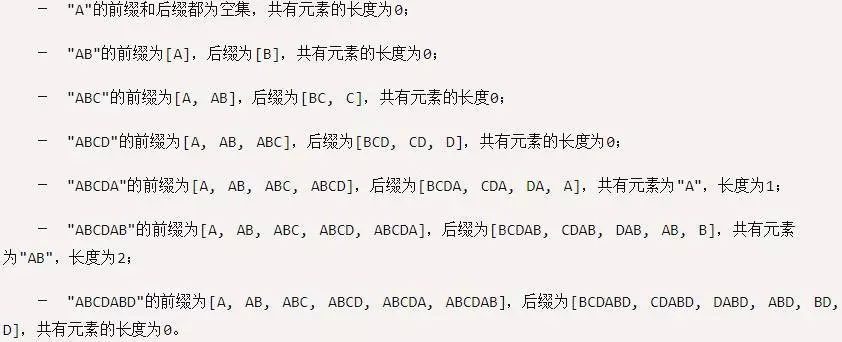 — "A"的前缀和后缀都为空集，共有元素的长度为0；
— "AB"的前缀为[A]，后缀为[B]，共有元素的长度为0；
— "ABC"的前缀为[A, AB]，后缀为[BC, C]，共有元素的长度0；
— "ABCD"的前缀为[A, AB, ABC]，后缀为[BCD, CD, D]，共有元素的长度为0；
— "ABCDA"的前缀为[A, AB, ABC, ABCD]，后缀为[BCDA, CDA, DA, A]，共有元素为"A"，长度为1；
— "ABCDAB"的前缀为[A, AB, ABC, ABCD, ABCDA]，后缀为[BCDAB, CDAB, DAB, AB, B]，共有元素
为"AB"，长度为2；
— "ABCDABD"的前缀为[A, AB, ABC, ABCD, ABCDA, ABCDAB]，后缀为[BCDABD, CDABD, DABD, ABD, BD,
D]，共有元素的长度为0。